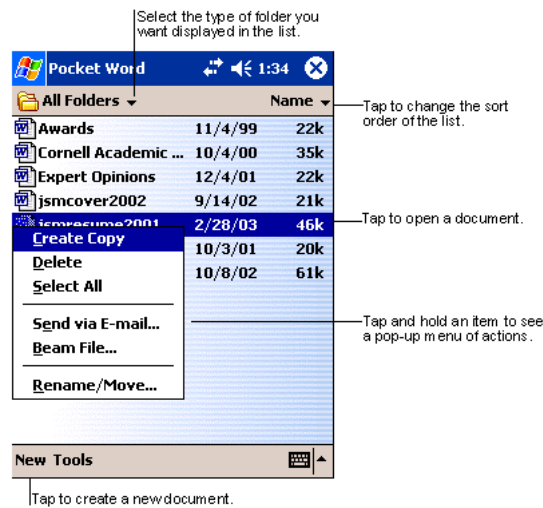 Select the type of folder you
want displayed in the list.
Pocket Word 1:34
All Folders Name
Tap to change the sort
order of the list.
Awards 11/4/99 22k
Cornell Academic ... 10/4/00 35k
Expert Opinions 12/4/01 22k
jsmcover2002 9/14/02 21k
jsmresume2001 2/28/03 46k
Tap to open a document.
Create Copy
10/3/01 20k
Delete
10/8/02 61k
Select All
Send via E-mail...
Tap and hold an item to see
a pop-up menu of actions.
Beam File...
Rename/Move...
New Tools
Tap to create a new document.